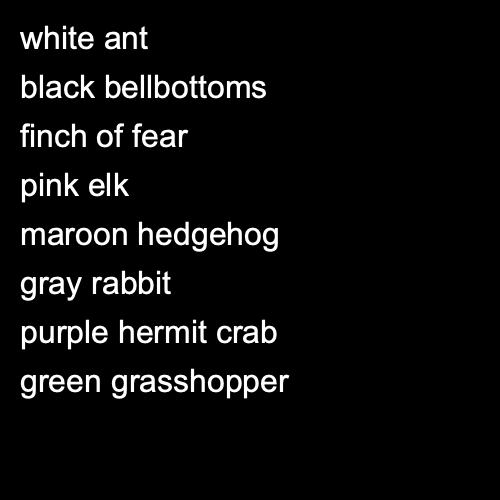 white ant
black bellbottoms
finch of fear
pink elk
maroon hedgehog
gray rabbit
purple hermit crab
green grasshopper